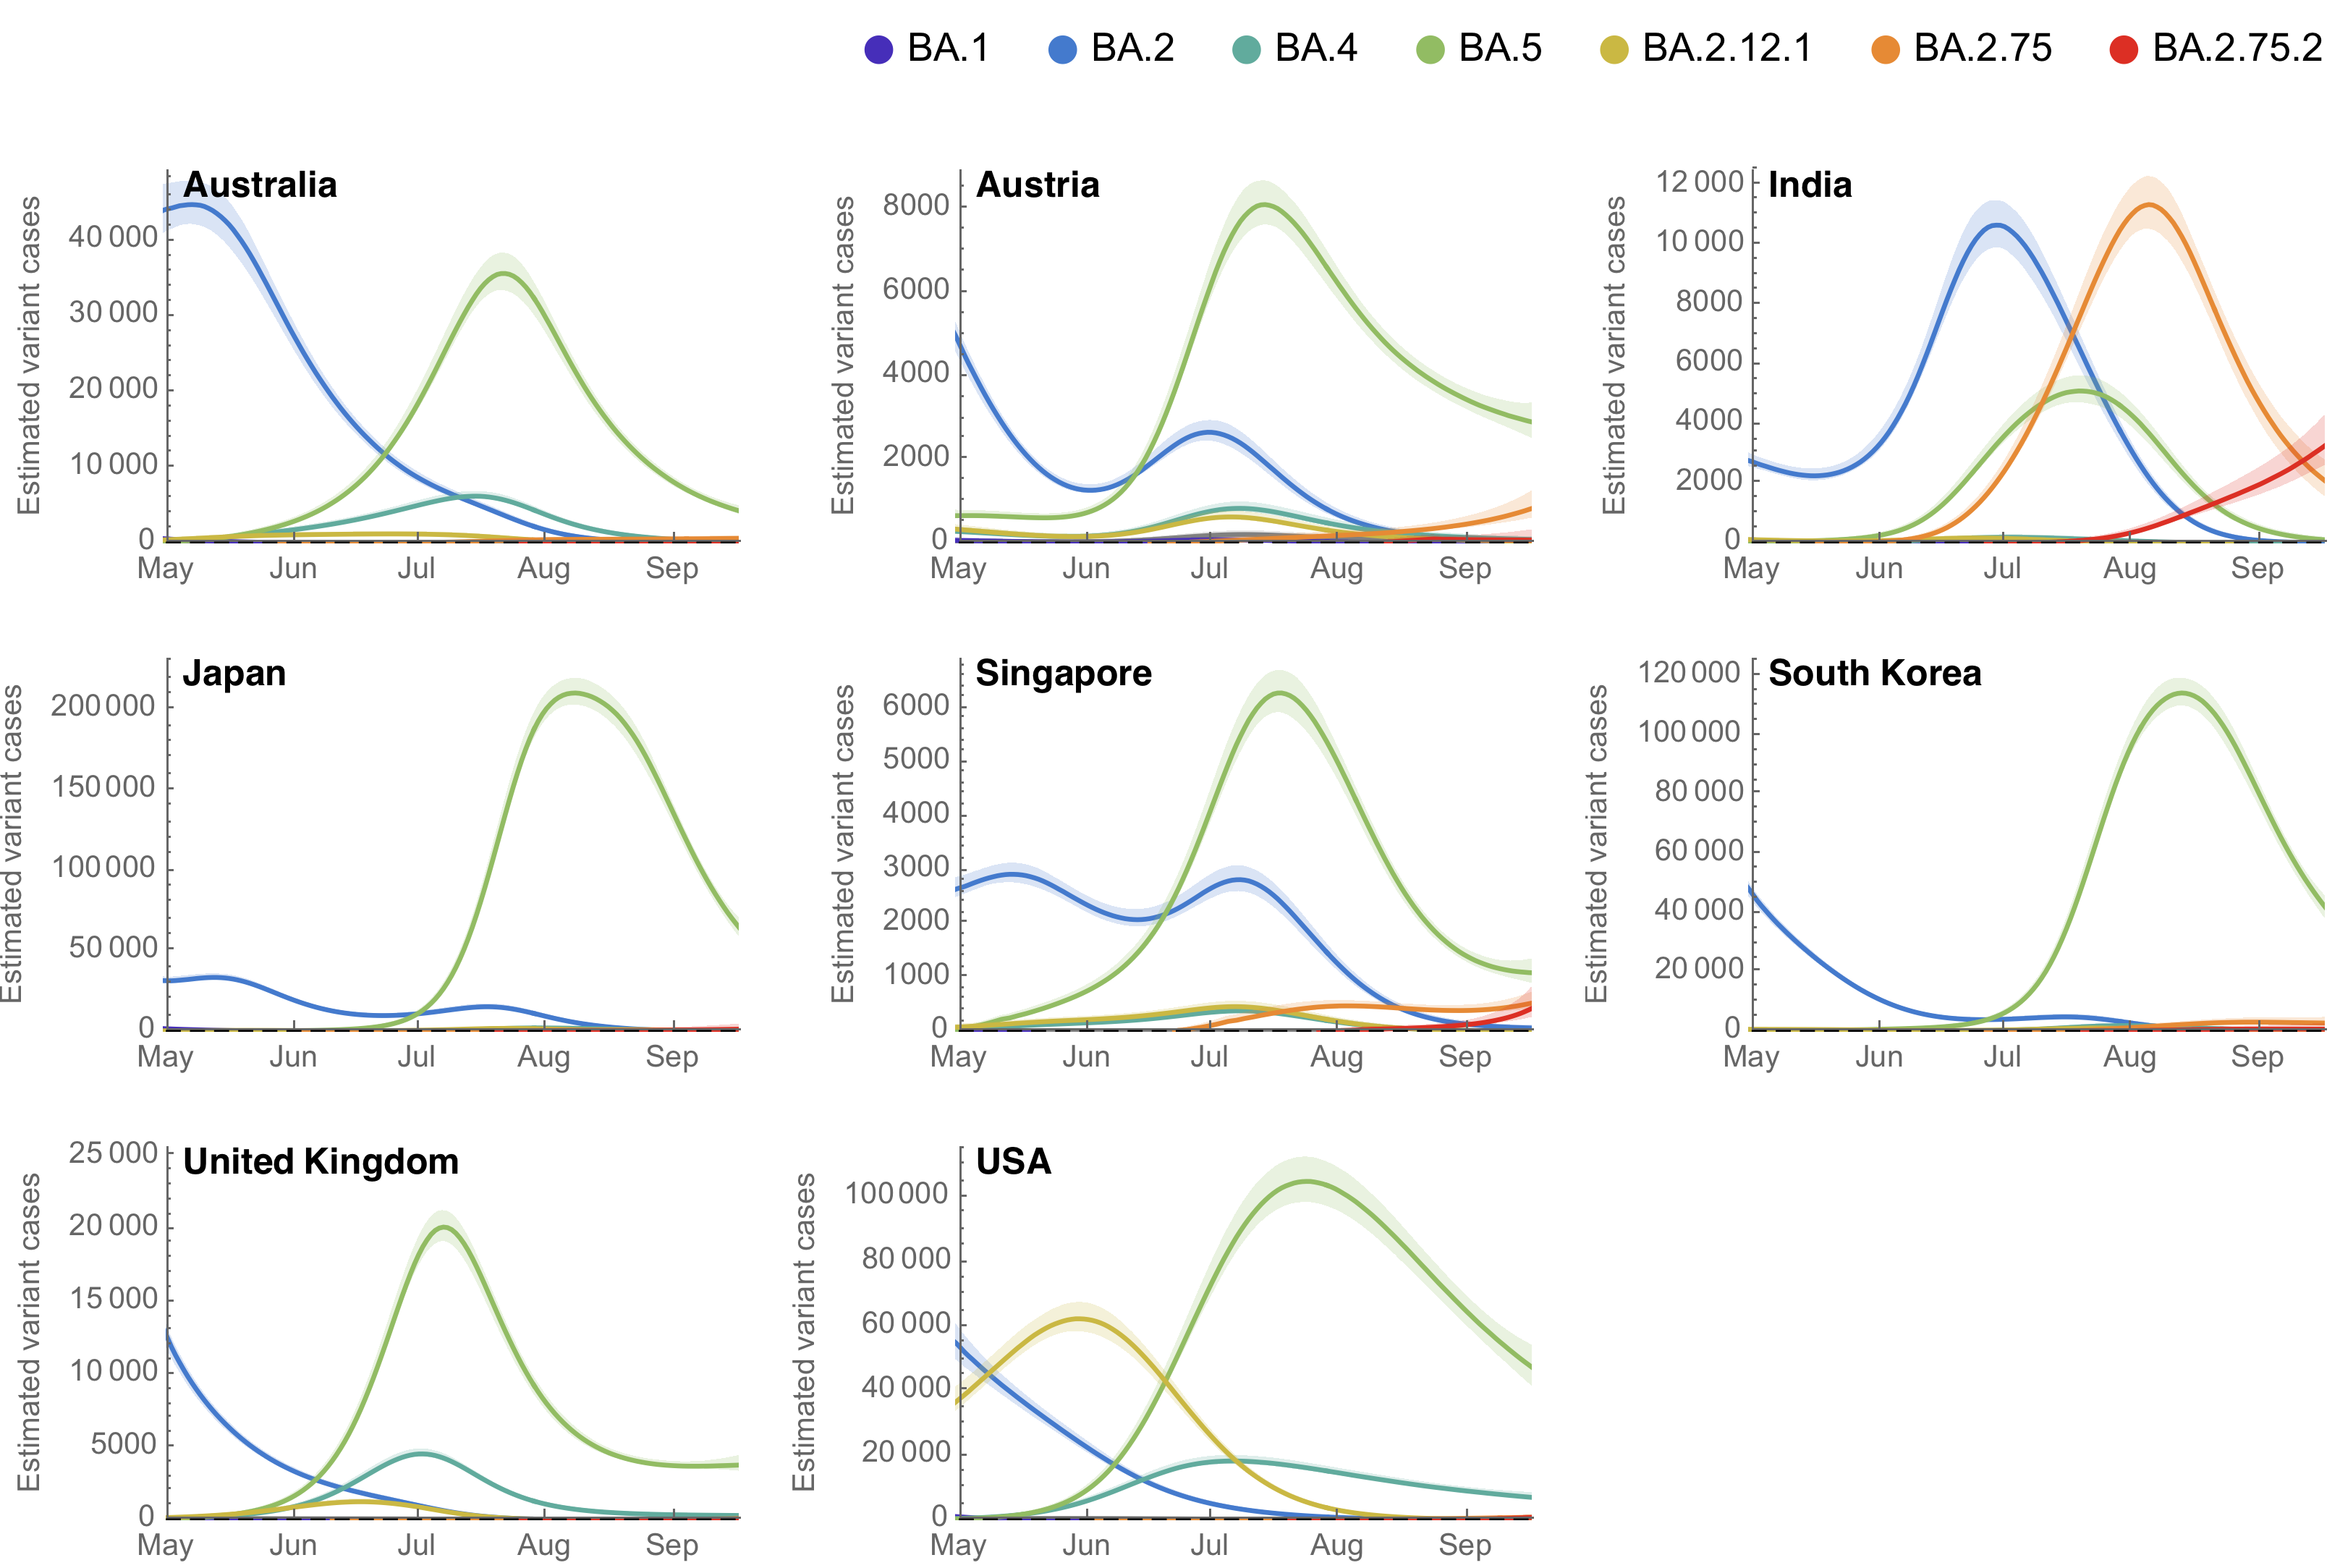 BA.1 BA.2 BA.4 BA.5 BA.2.12.1 BA.2.75 BA.2.75.2
Australia
Estimated variant cases
40 000
30 000
20 000
10 000
0
May Jun Jul Aug Sep
Austria
Estimated variant cases
8000
6000
4000
2000
0
May Jun Jul Aug Sep
India
Estimated variant cases
12 000
10 000
8000
6000
4000
2000
0
May Jun Jul Aug Sep
Japan
Estimated variant cases
200 000
150 000
100 000
50 000
0
May Jun Jul Aug Sep
Singapore
Estimated variant cases
6000
5000
4000
3000
2000
1000
0
May Jun Jul Aug Sep
South Korea
Estimated variant cases
120 000
100 000
80 000
60 000
40 000
20 000
0
May Jun Jul Aug Sep
United Kingdom
Estimated variant cases
25 000
20 000
15 000
10 000
5000
0
May Jun Jul Aug Sep
USA
Estimated variant cases
100 000
80 000
60 000
40 000
20 000
0
May Jun Jul Aug Sep